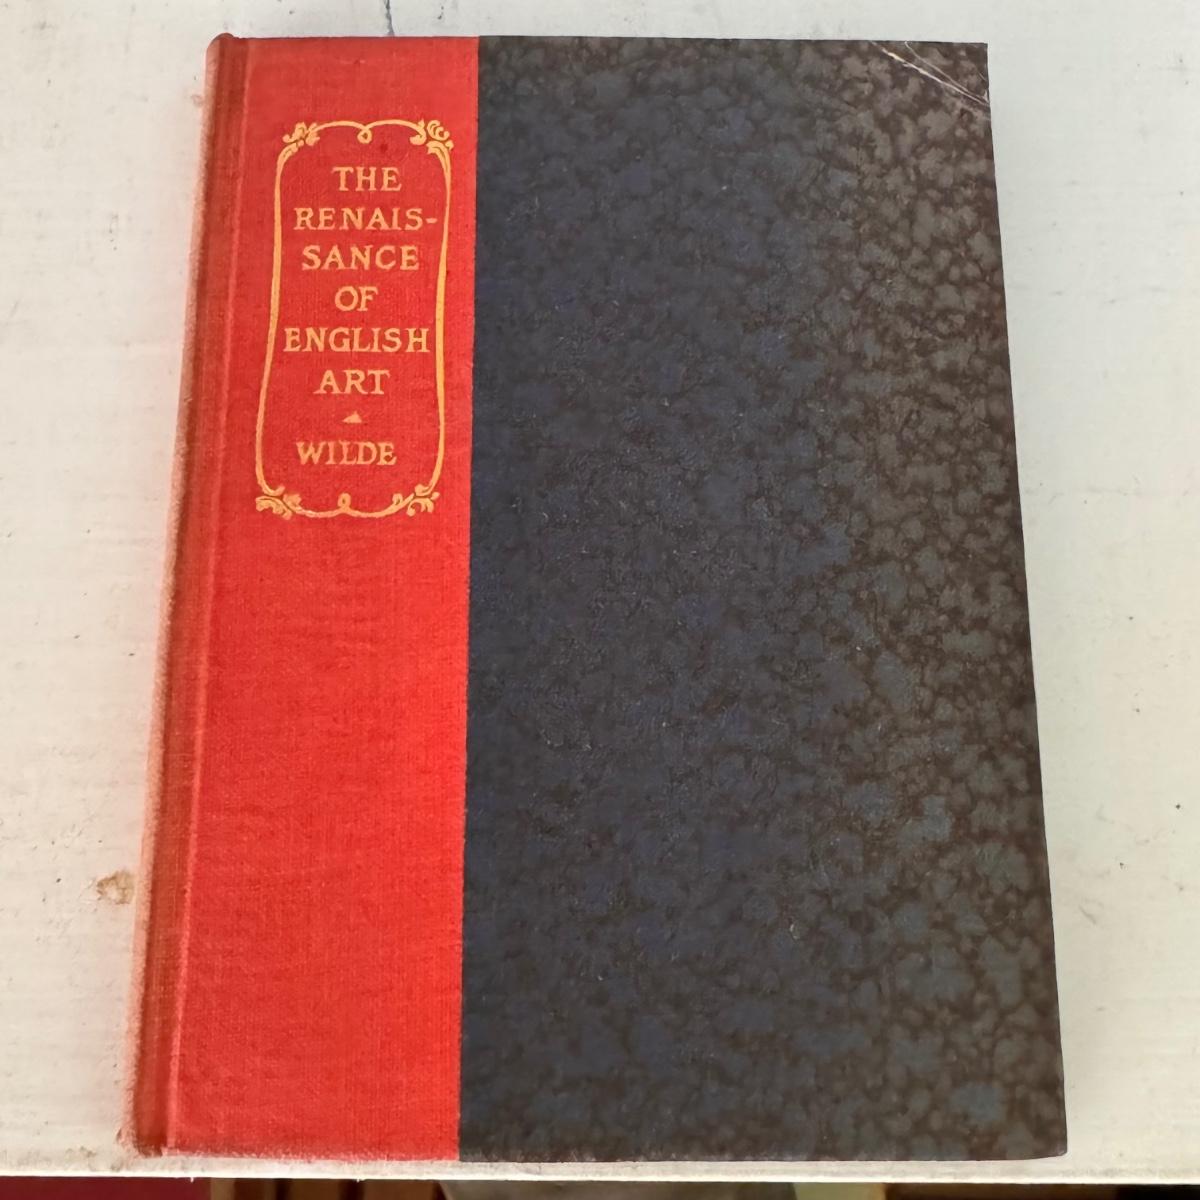 THE
RENAIS-
SANCE
OF
ENGLISH
ART
WILDE